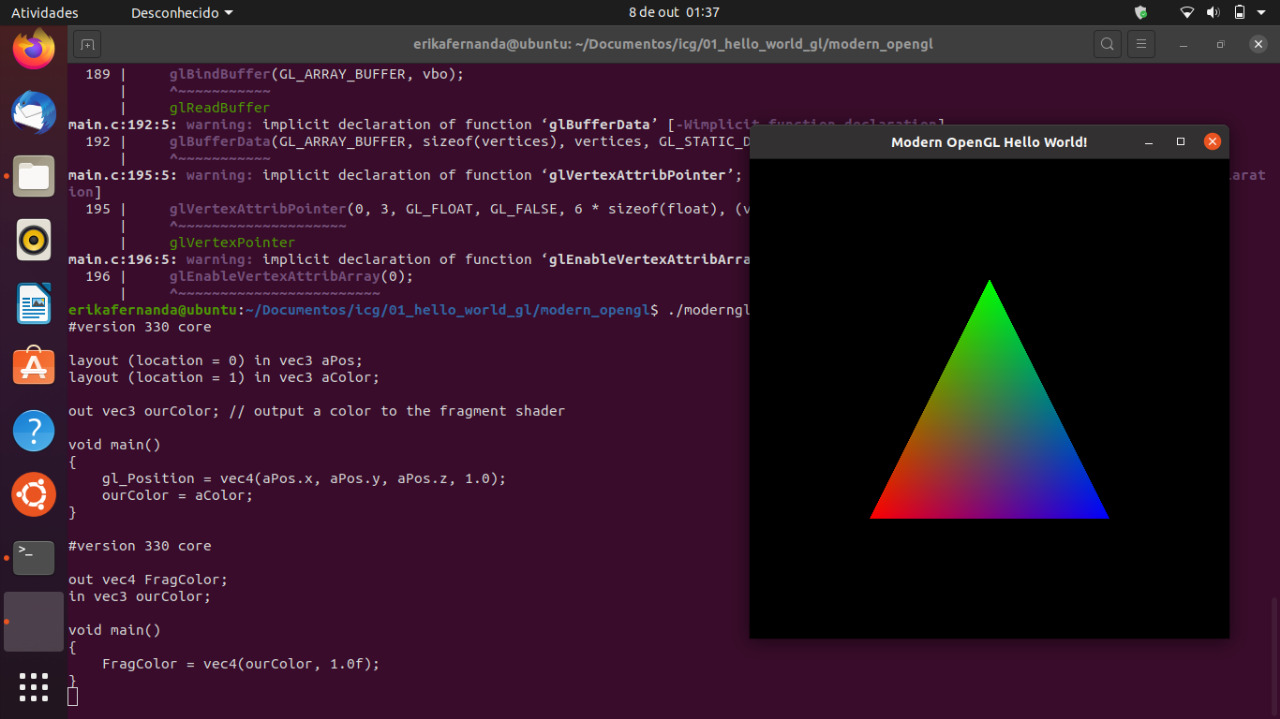 Atividades
Desconhecido
8 de out 01:37
erikafernanda@ubuntu: ~/Documentos/icg/01_hello_world_gl/modern_opengl
189 |     glBindBuffer(GL_ARRAY_BUFFER, vbo);
    |     ^~~~~~~~~~~~
    |     glReadBuffer
main.c:192:5: warning: implicit declaration of function ‘glBufferData’ [-Wimplicit-function-declaration]
192 |     glBufferData(GL_ARRAY_BUFFER, sizeof(vertices), vertices, GL_STATIC_D
    |     ^~~~~~~~~~~~
main.c:195:5: warning: implicit declaration of function ‘glVertexAttribPointer’;
arat
ion]
195 |     glVertexAttribPointer(0, 3, GL_FLOAT, GL_FALSE, 6 * sizeof(float), (v
    |     ^~~~~~~~~~~~~~~~~~~~~
    |     glVertexPointer
main.c:196:5: warning: implicit declaration of function ‘glEnableVertexAttribArra
196 |     glEnableVertexAttribArray(0);
    |     ^~~~~~~~~~~~~~~~~~~~~~~~~
erikafernanda@ubuntu:~/Documentos/icg/01_hello_world_gl/modern_opengl$ ./moderngl
#version 330 core
layout (location = 0) in vec3 aPos;
layout (location = 1) in vec3 aColor;
out vec3 ourColor; // output a color to the fragment shader
void main()
{
    gl_Position = vec4(aPos.x, aPos.y, aPos.z, 1.0);
    ourColor = aColor;
}
#version 330 core
out vec4 FragColor;
in vec3 ourColor;
void main()
{
    FragColor = vec4(ourColor, 1.0f);
}
Modern OpenGL Hello World!